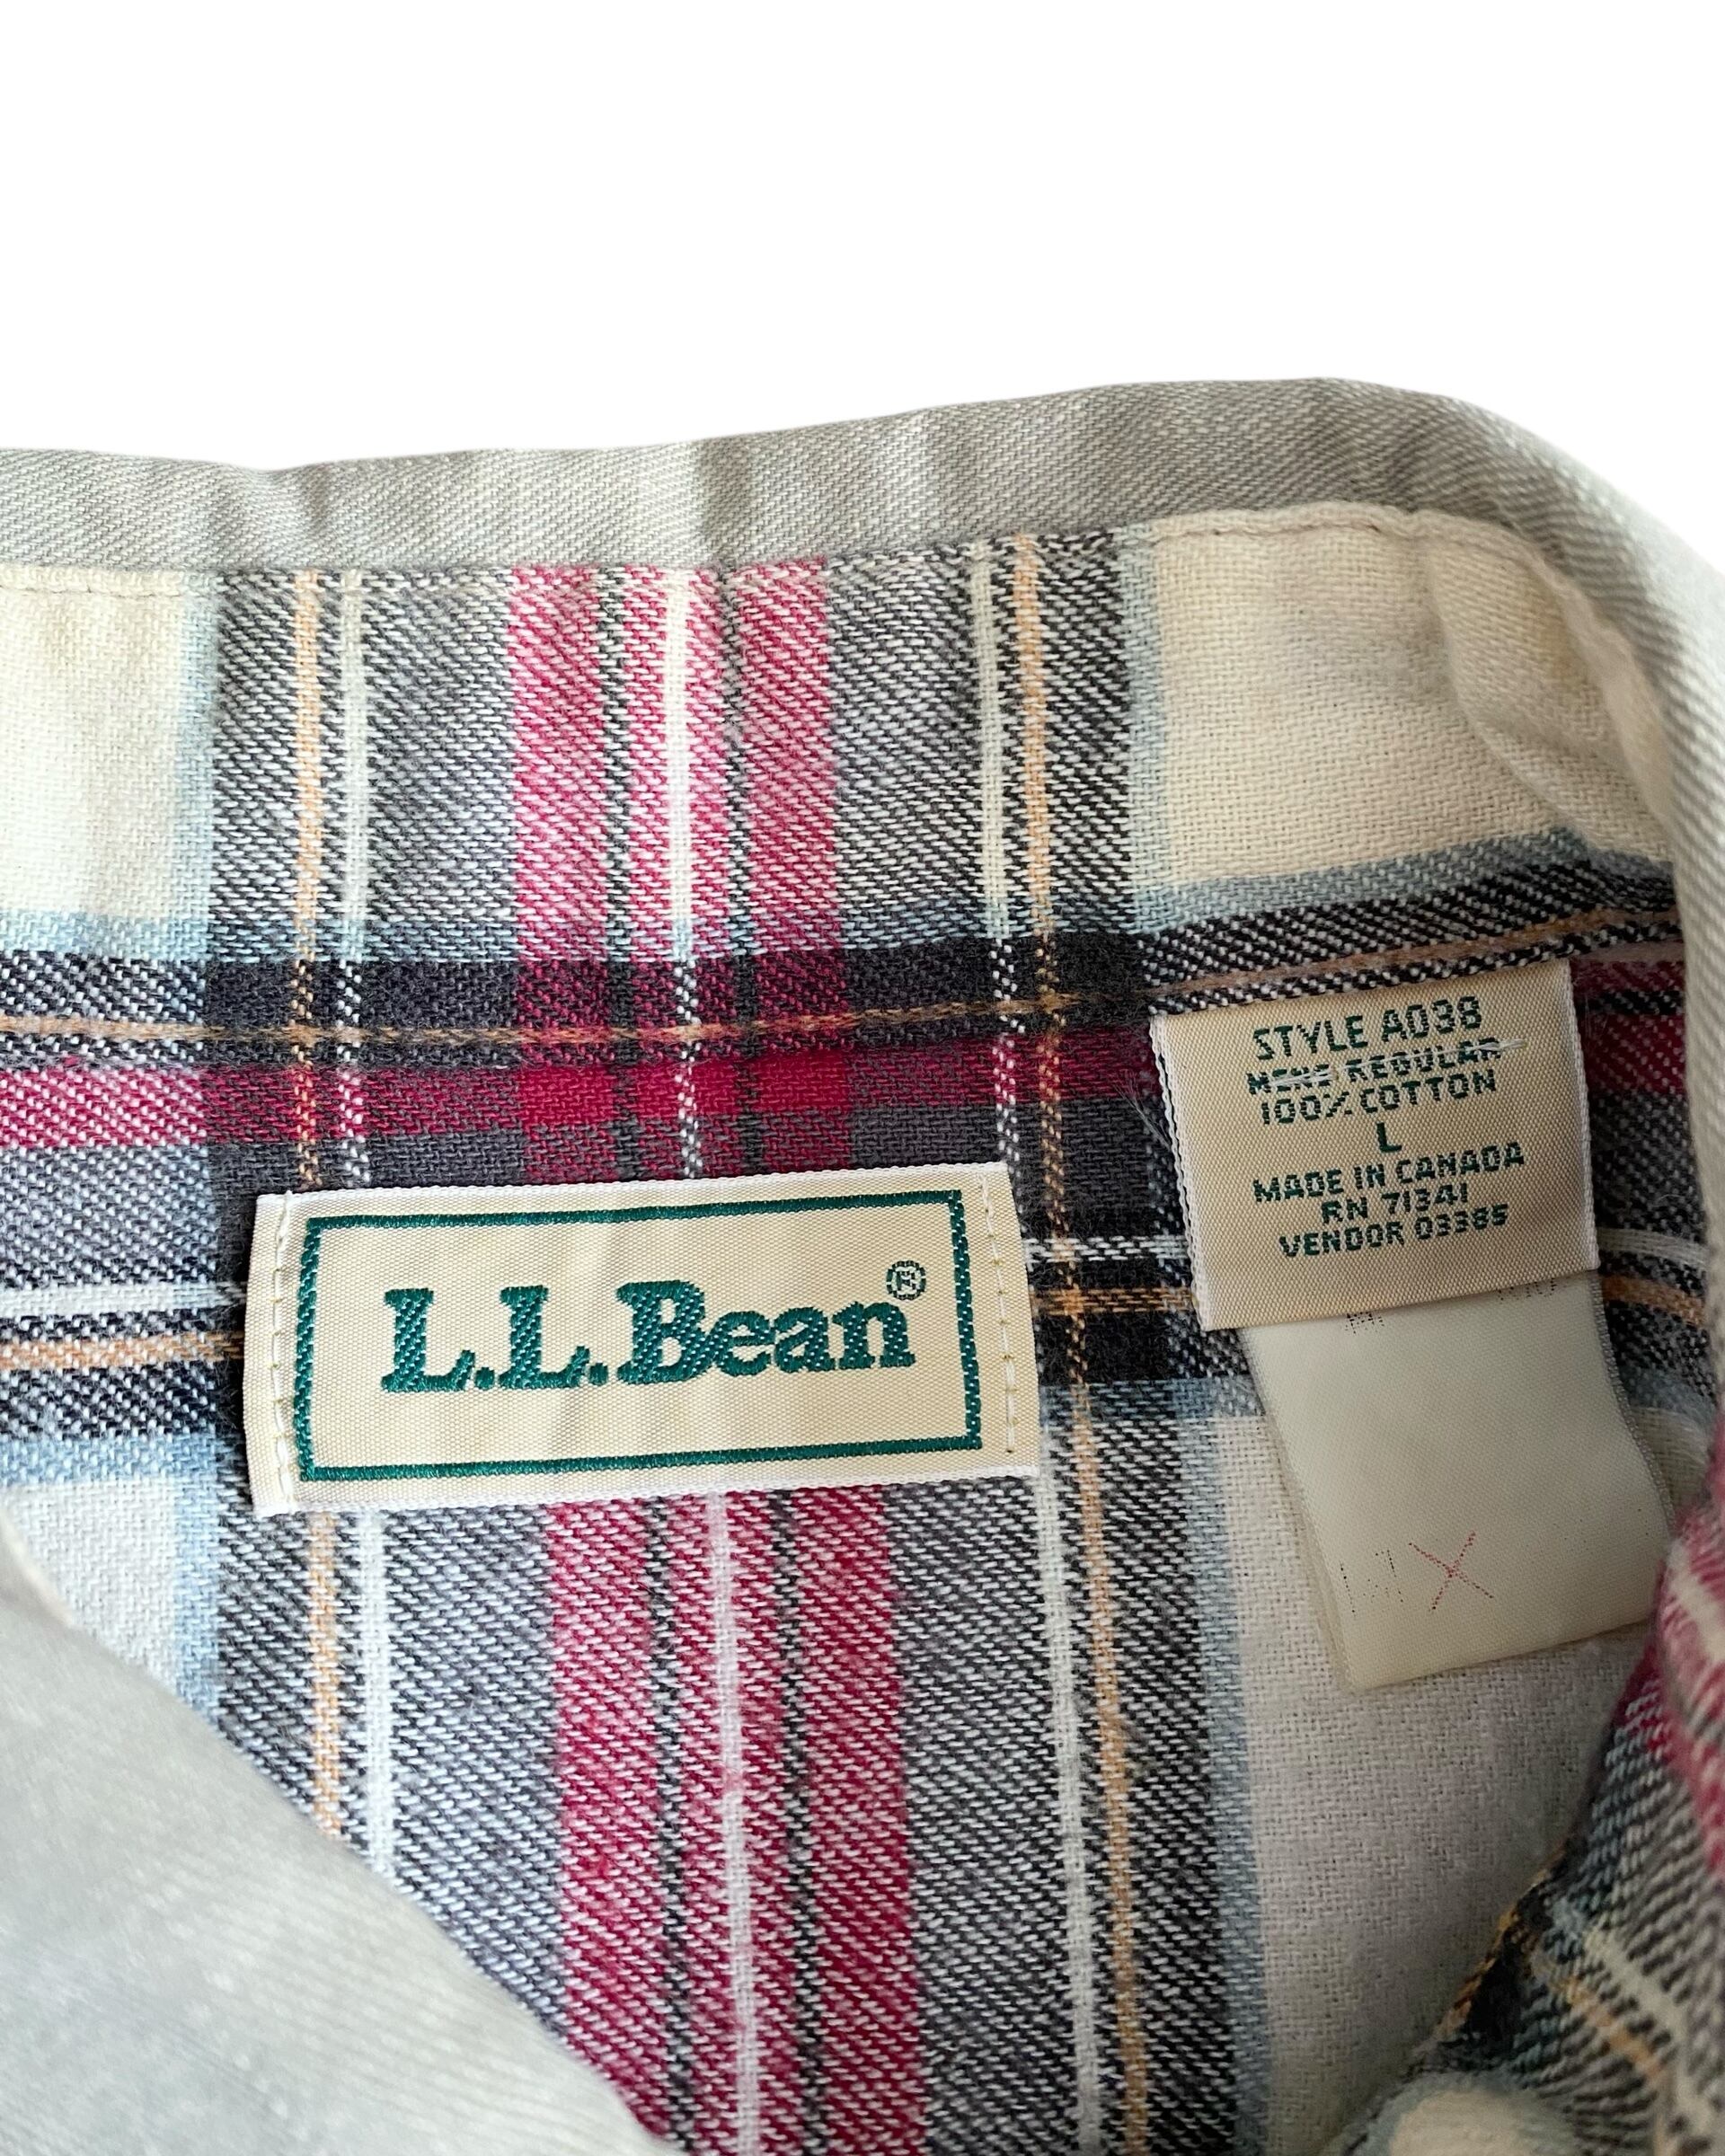 L.L.Bean®
STYLE A038
MENS REGULAR
100% COTTON
L
MADE IN CANADA
RN 71341
VENDOR 03385
X